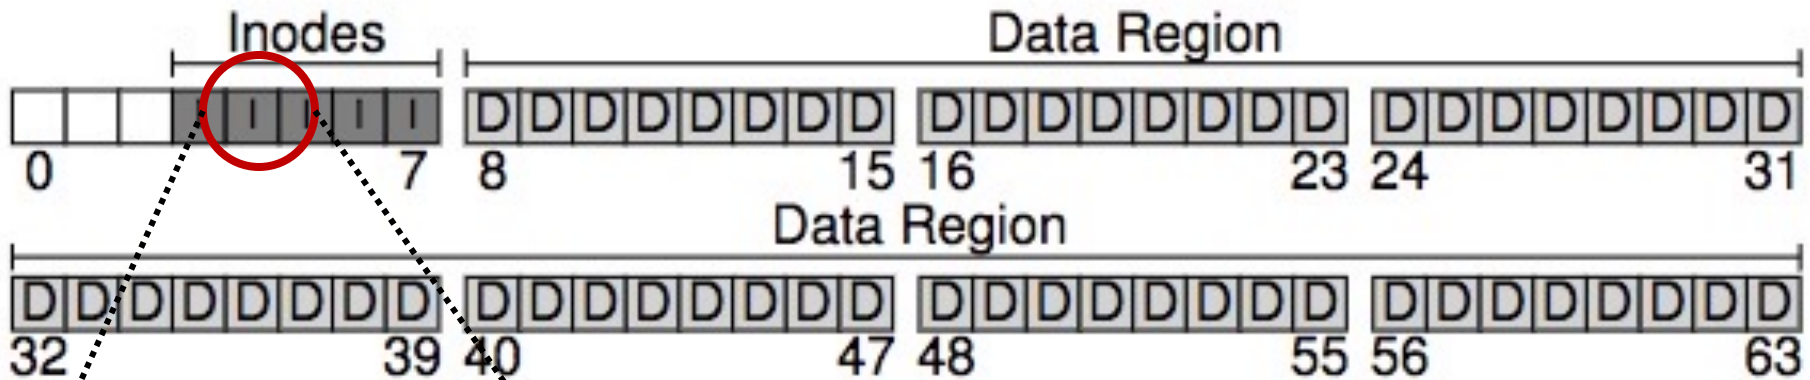 Inodes Data Region
I I I I I D D D D D D D D D D D D D D D D D D D D D D D D
0 7 8 15 16 23 24 31
Data Region
D D D D D D D D D D D D D D D D D D D D D D D D D D D D D D D D
32 39 40 47 48 55 56 63